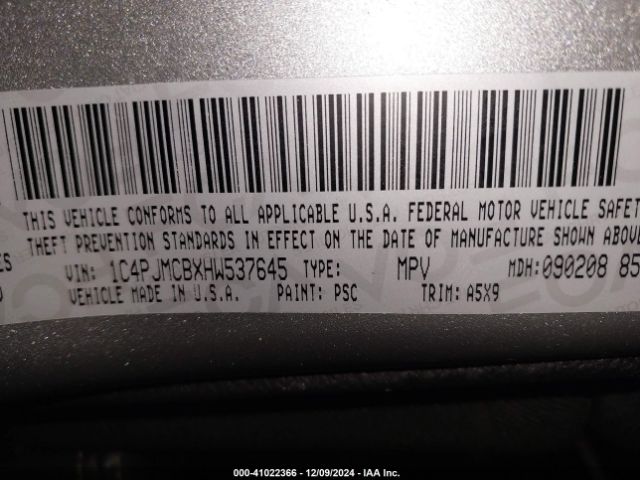 THIS VEHICLE CONFORMS TO ALL APPLICABLE U.S.A. FEDERAL MOTOR VEHICLE SAFET
THEFT PREVENTION STANDARDS IN EFFECT ON THE DATE OF MANUFACTURE SHOWN ABOV
ES
VIN: 1C4PJMCBXHW537645 TYPE: MPV MDH:090208 85
VEHICLE MADE IN U.S.A. PAINT: PSC TRIM: A5X9
000-41022366 - 12/09/2024 - IAA Inc.